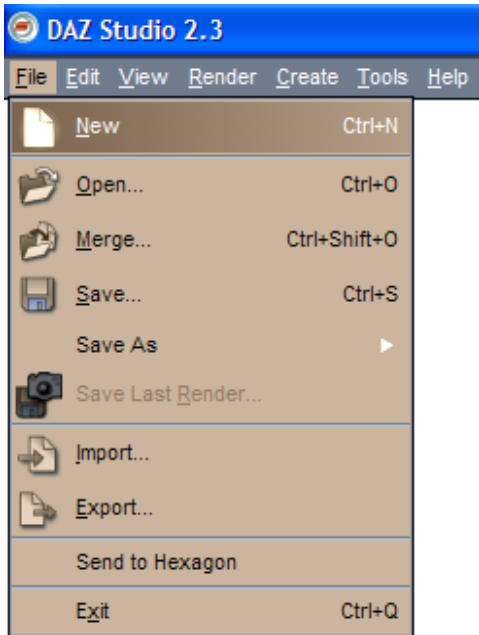 DAZ Studio 2.3
File Edit View Render Create Tools Help
New Ctrl+N
Open... Ctrl+O
Merge... Ctrl+Shift+O
Save... Ctrl+S
Save As
Save Last Render...
Import...
Export...
Send to Hexagon
Exit Ctrl+Q